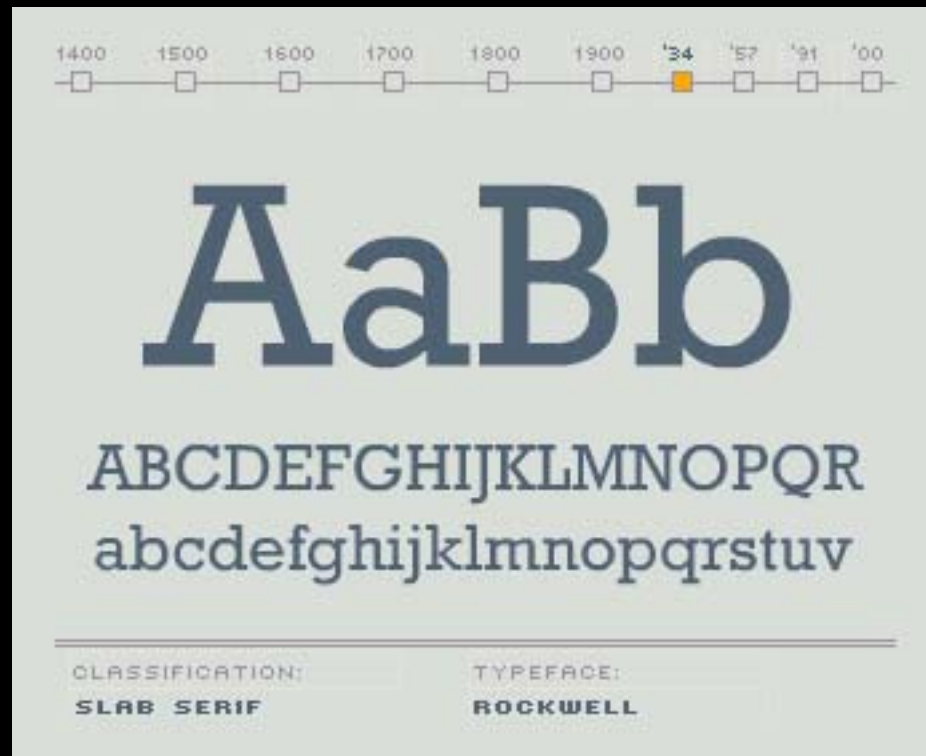 1400 1500 1600 1700 1800 1900 '34 '57 '91 '00
AaBb
ABCDEFGHIJKLMNOPQR
abcdefghijklmnopqrstuv
CLASSIFICATION: TYPEFACE:
SLAB SERIF ROCKWELL